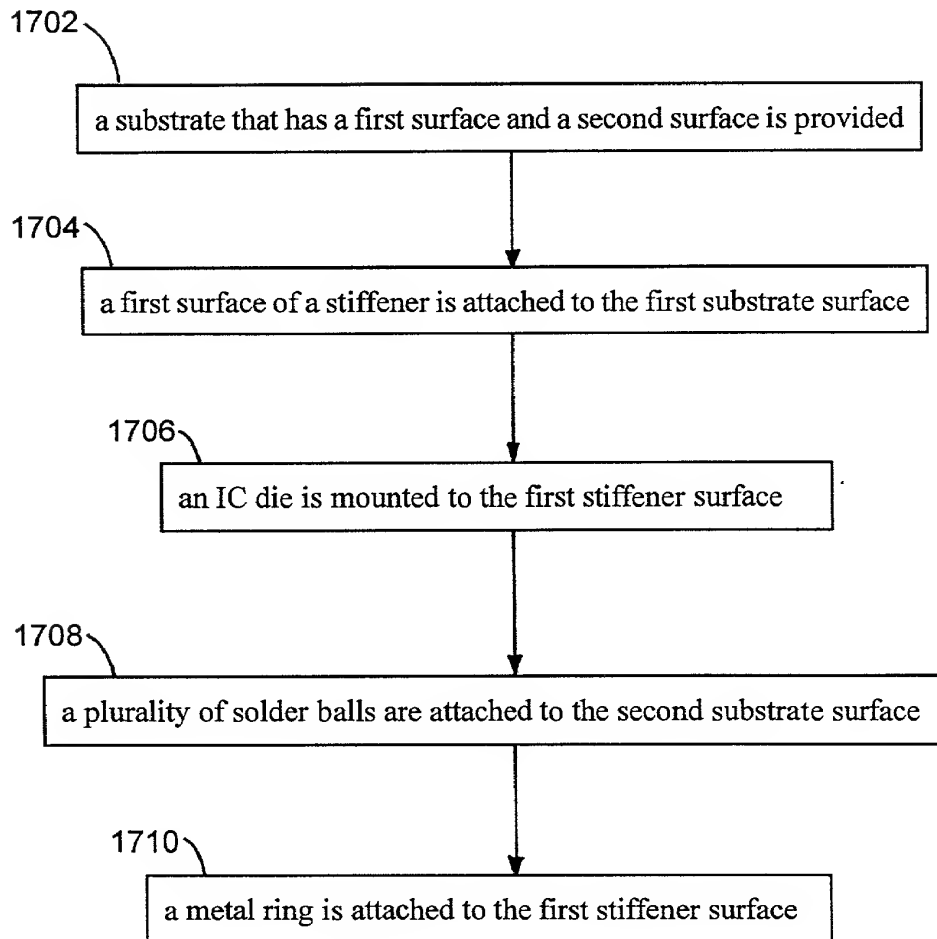 1702
a substrate that has a first surface and a second surface is provided
1704
a first surface of a stiffener is attached to the first substrate surface
1706
an IC die is mounted to the first stiffener surface
1708
a plurality of solder balls are attached to the second substrate surface
1710
a metal ring is attached to the first stiffener surface